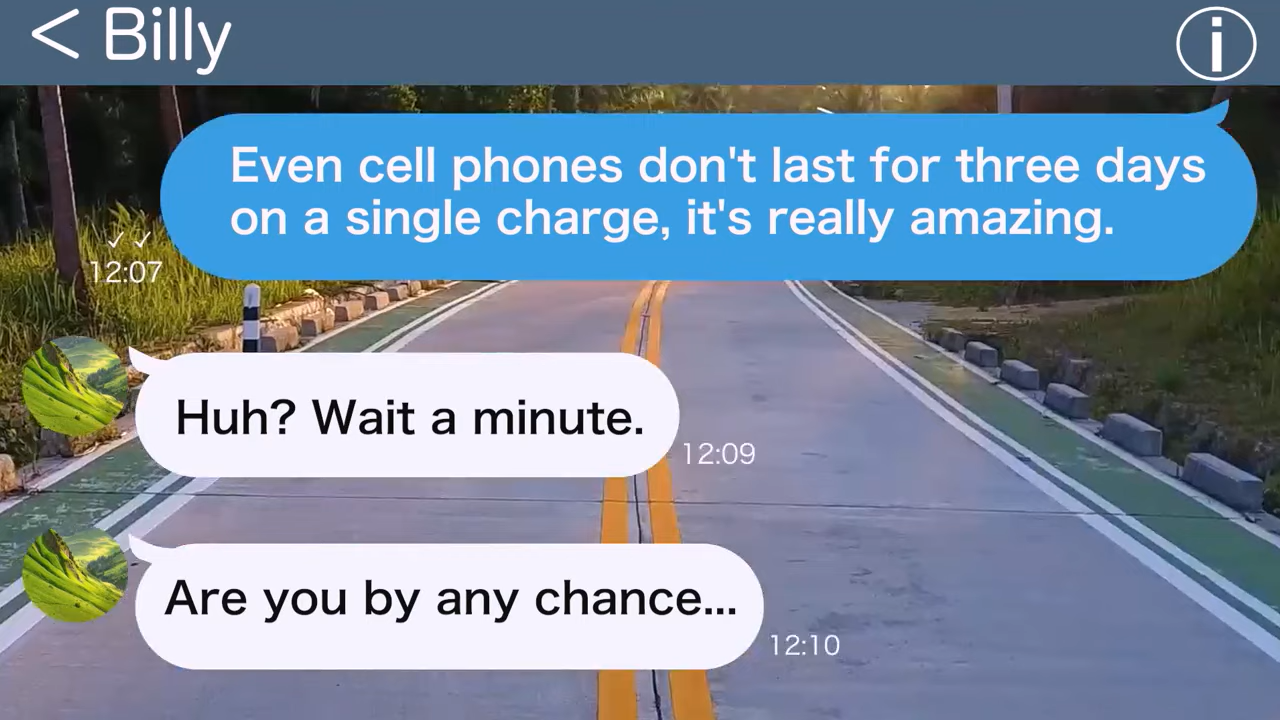 < Billy
Even cell phones don't last for three days
on a single charge, it's really amazing.
12:07
Huh? Wait a minute.
12:09
Are you by any chance...
12:10